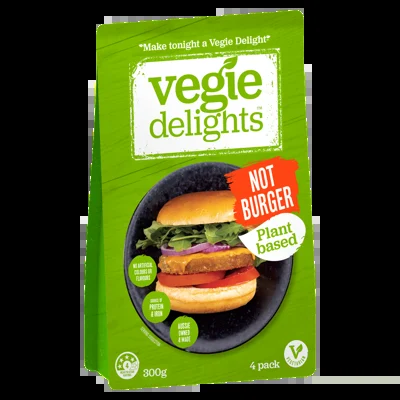 "Make tonight a Vegie Delight"
vegie
delights™
NOT
BURGER
Plant
based
NO ARTIFICIAL
COLOURS OR
FLAVOURS
SOURCE OF
PROTEIN
& IRON
AUSSIE
OWNED
& MADE
300g
4 pack